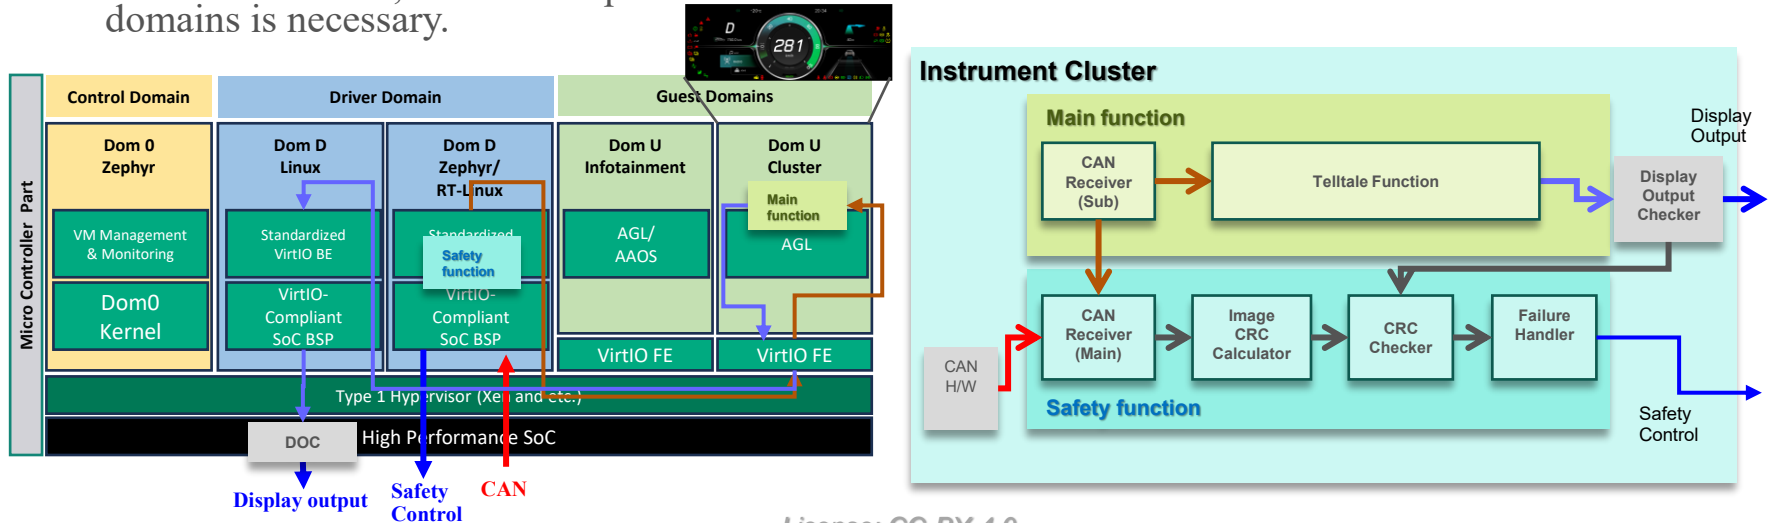 domains is necessary.
D
281
Micro Controller Part
Control Domain
Driver Domain
Guest Domains
Dom 0
Zephyr
Dom D
Linux
Dom D
Zephyr/
RT-Linux
Dom U
Infotainment
Dom U
Cluster
VM Management
& Monitoring
Standardized
VirtIO BE
Standardized
Safety
function
AGL/
AAOS
Main
function
AGL
Dom0
Kernel
VirtIO-
Compliant
SoC BSP
VirtIO-
Compliant
SoC BSP
VirtIO FE
VirtIO FE
Type 1 Hypervisor (Xen and etc.)
High Performance SoC
DOC
Display output
Safety
Control
CAN
Instrument Cluster
Main function
CAN
Receiver
(Sub)
Telltale Function
Display
Output
Display
Output
Checker
CAN
H/W
CAN
Receiver
(Main)
Image
CRC
Calculator
CRC
Checker
Failure
Handler
Safety function
Safety
Control
License: CC-BY 4.0